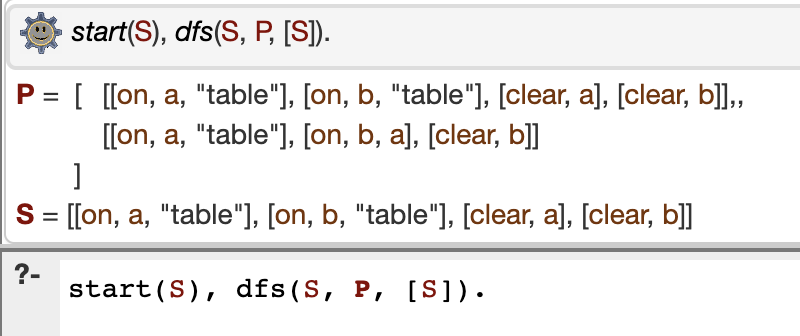 start(S), dfs(S, P, [S]).
P = [ [[on, a, "table"], [on, b, "table"], [clear, a], [clear, b]],,
[[on, a, "table"], [on, b, a], [clear, b]]
]
S = [[on, a, "table"], [on, b, "table"], [clear, a], [clear, b]]
?- start(S), dfs(S, P, [S]).